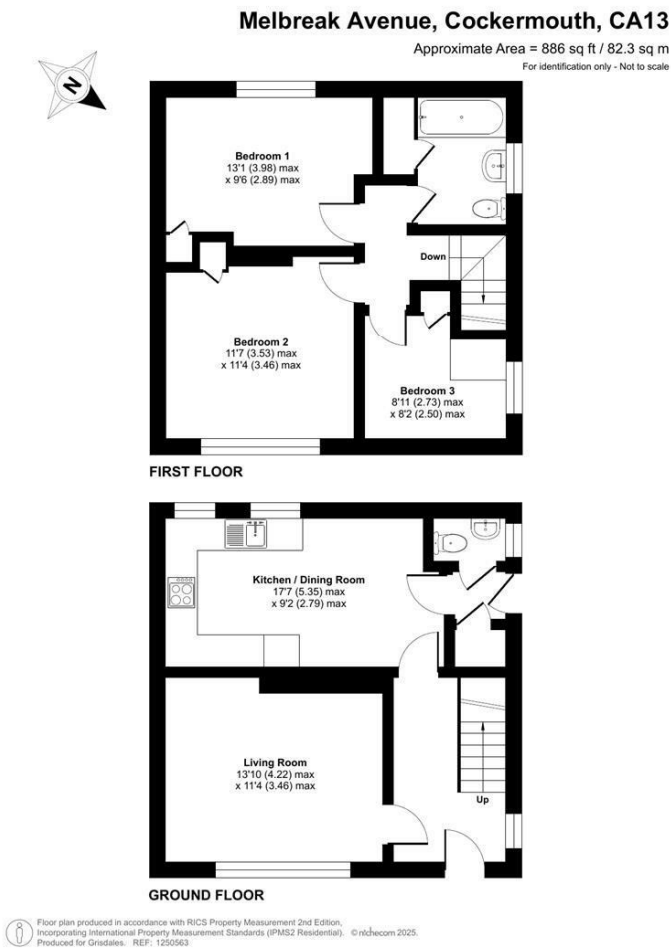 Melbreak Avenue, Cockermouth, CA13
Approximate Area = 886 sq ft / 82.3 sq m
For identification only - Not to scale
N
Bedroom 1
13'1 (3.98) max
x 9'6 (2.89) max
Down
Bedroom 2
11'7 (3.53) max
x 11'4 (3.46) max
Bedroom 3
8'11 (2.73) max
x 8'2 (2.50) max
FIRST FLOOR
Kitchen / Dining Room
17'7 (5.35) max
x 9'2 (2.79) max
Living Room
13'10 (4.22) max
x 11'4 (3.46) max
Up
GROUND FLOOR
Floor plan produced in accordance with RICS Property Measurement 2nd Edition,
Incorporating International Property Measurement Standards (IPMS2 Residential). © nichecom 2025.
Produced for Grisdales. REF: 1250563